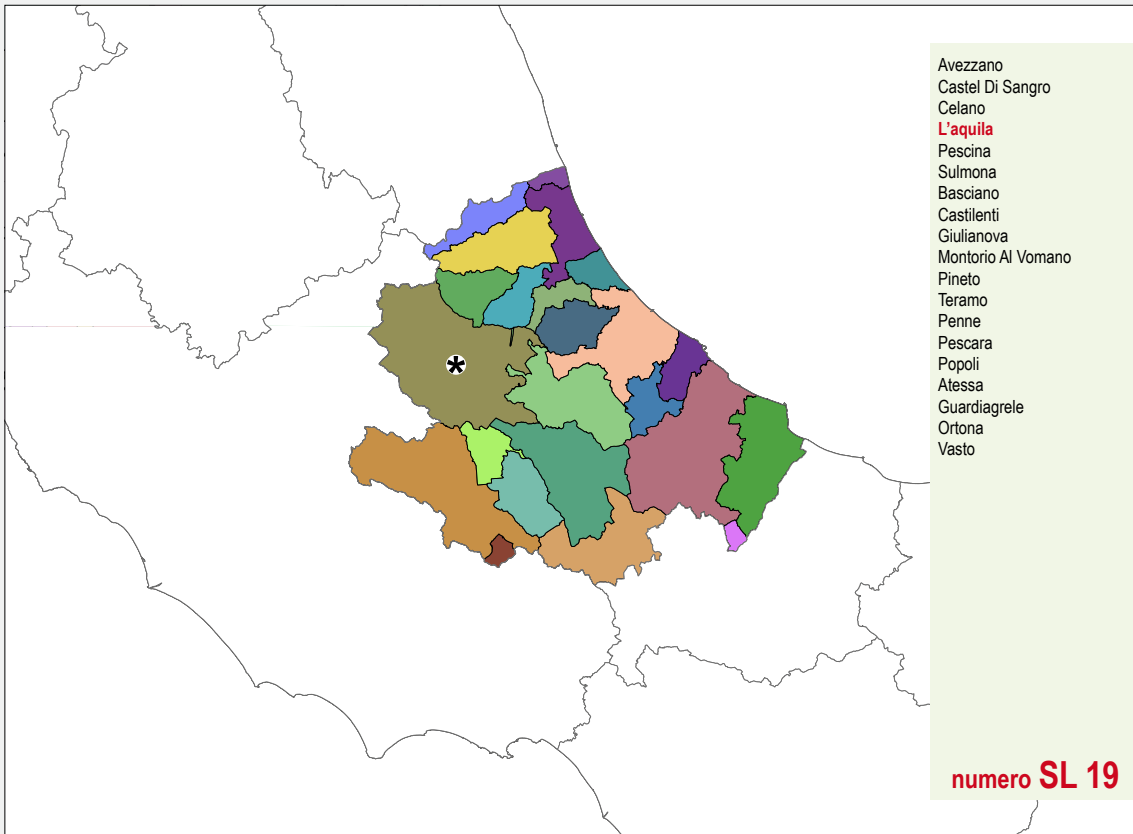 Avezzano
Castel Di Sangro
Celano
L'aquila
Pescina
Sulmona
Basciano
Castilenti
Giulianova
Montorio Al Vomano
Pineto
Teramo
Penne
Pescara
Popoli
Atessa
Guardiagrele
Ortona
Vasto
*
numero SL 19